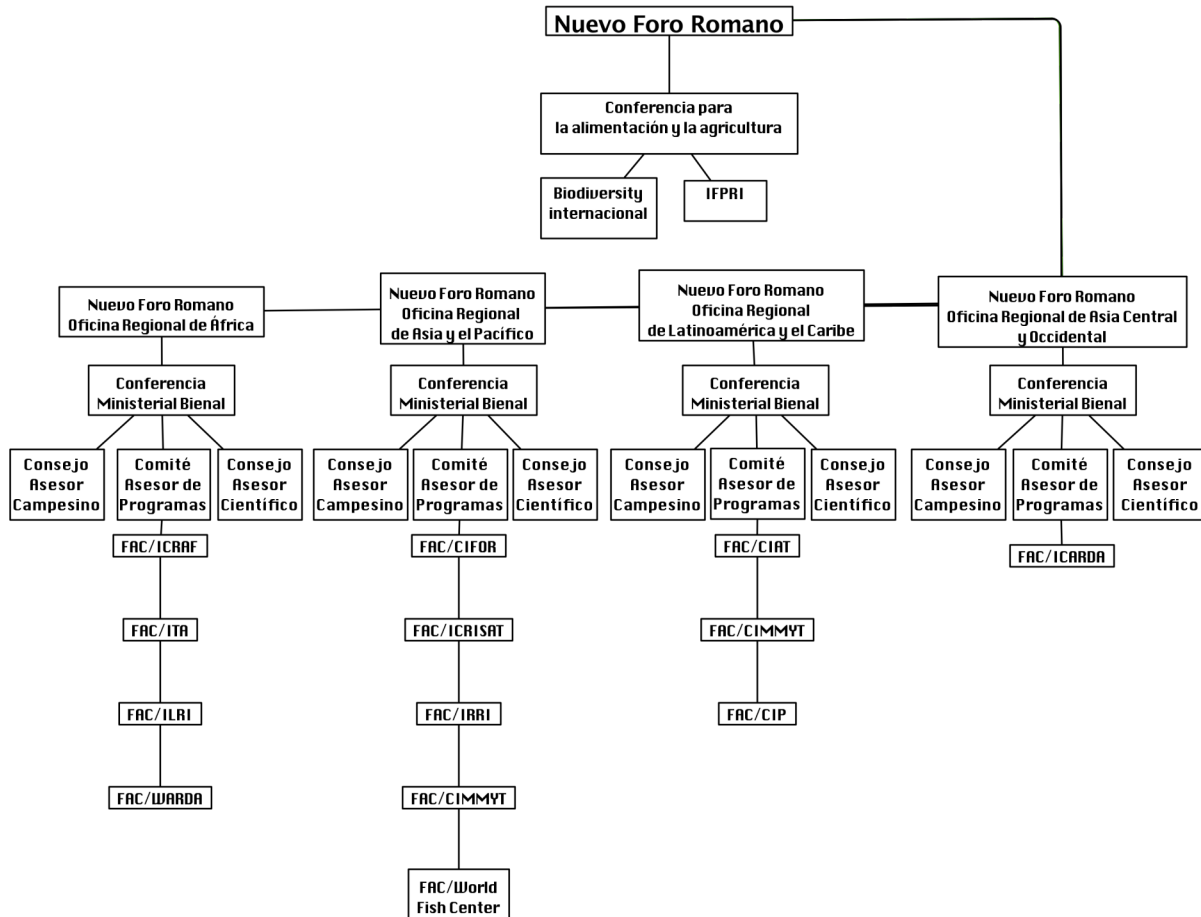 Nuevo Foro Romano
Conferencia para
la alimentación y la agricultura
Biodiversity
internacional
IFPRI
Nuevo Foro Romano
Oficina Regional de África
Nuevo Foro Romano
Oficina Regional
de Asia y el Pacífico
Nuevo Foro Romano
Oficina Regional
de Latinoamérica y el Caribe
Nuevo Foro Romano
Oficina Regional de Asia Central
y Occidental
Conferencia
Ministerial Bienal
Conferencia
Ministerial Bienal
Conferencia
Ministerial Bienal
Conferencia
Ministerial Bienal
Consejo
Asesor
Campesino
Comité
Asesor de
Programas
Consejo
Asesor
Científico
Consejo
Asesor
Campesino
Comité
Asesor de
Programas
Consejo
Asesor
Científico
Consejo
Asesor
Campesino
Comité
Asesor de
Programas
Consejo
Asesor
Científico
Consejo
Asesor
Campesino
Comité
Asesor de
Programas
Consejo
Asesor
Científico
FAC/ICRAF
FAC/CIFOR
FAC/CIAT
FAC/ICARDA
FAC/ITA
FAC/ICRISAT
FAC/CIMMYT
FAC/ILRI
FAC/IRRI
FAC/CIP
FAC/WARDA
FAC/CIMMYT
FAC/World
Fish Center